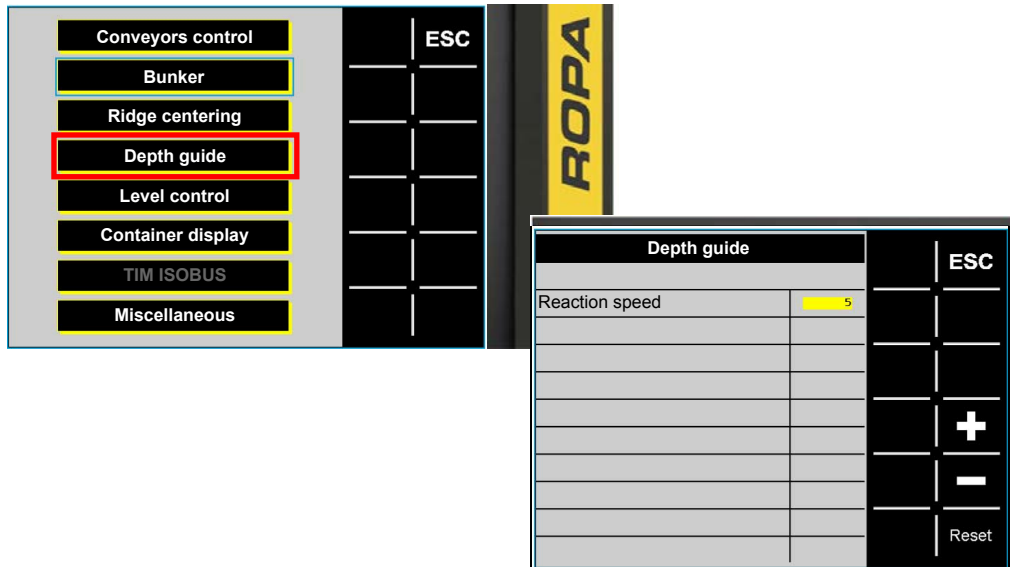 Conveyors control
ESC
Bunker
Ridge centering
Depth guide
Level control
Container display
TIM ISOBUS
Miscellaneous
ROPA
Depth guide
ESC
Reaction speed 5
Reset